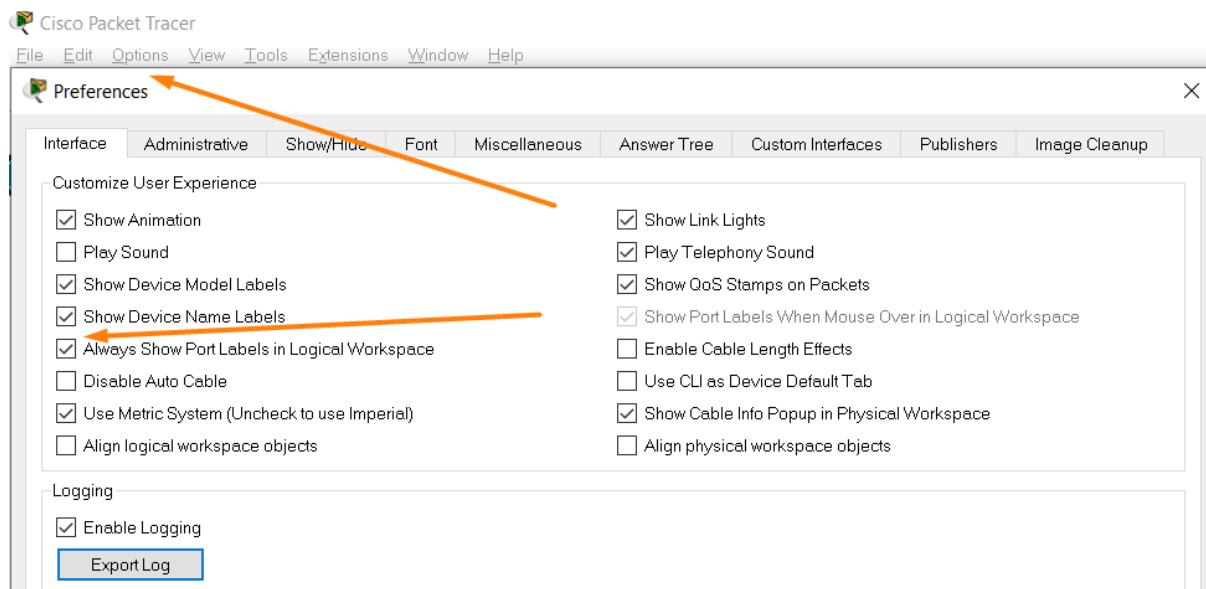 Cisco Packet Tracer
File Edit Options View Tools Extensions Window Help
Preferences
Interface Administrative Show/Hide Font Miscellaneous Answer Tree Custom Interfaces Publishers Image Cleanup
Customize User Experience
Show Animation Show Link Lights
Play Sound Play Telephony Sound
Show Device Model Labels Show QoS Stamps on Packets
Show Device Name Labels Show Port Labels When Mouse Over in Logical Workspace
Always Show Port Labels in Logical Workspace Enable Cable Length Effects
Disable Auto Cable Use CLI as Device Default Tab
Use Metric System (Uncheck to use Imperial) Show Cable Info Popup in Physical Workspace
Align logical workspace objects Align physical workspace objects
Logging
Enable Logging
Export Log